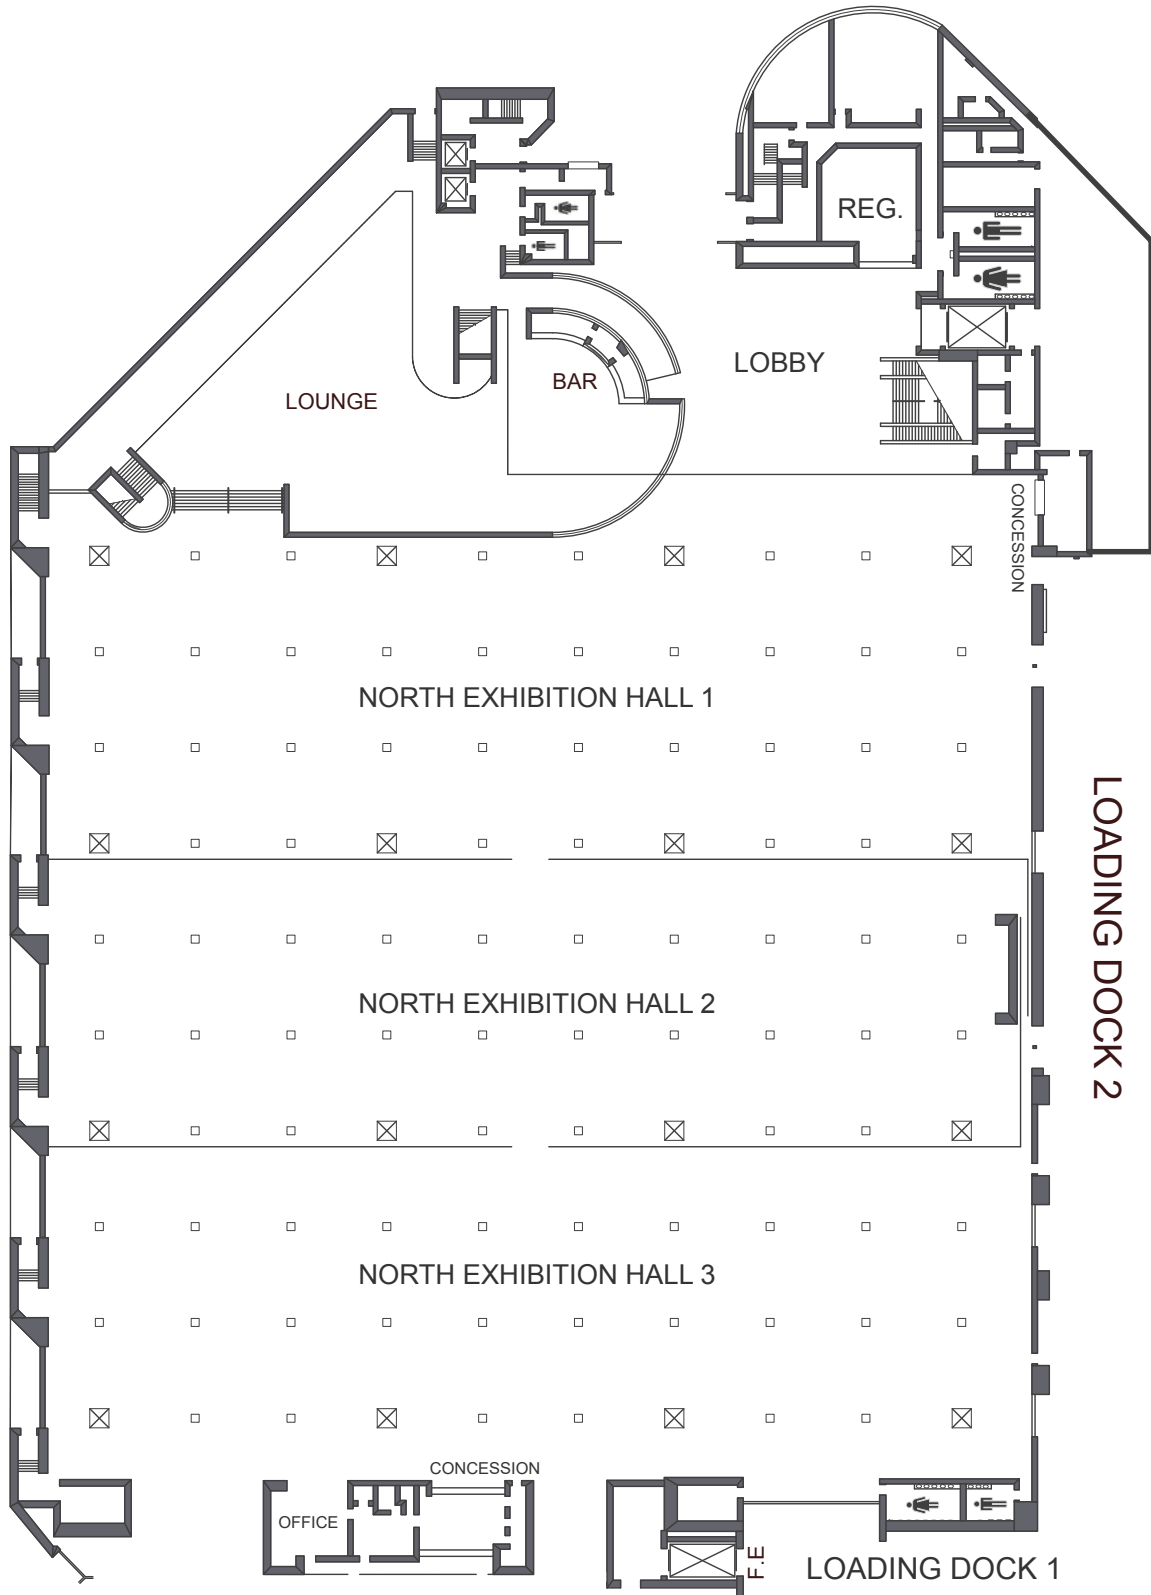 REG.
LOBBY
BAR
LOUNGE
CONCESSION
NORTH EXHIBITION HALL 1
LOADING DOCK 2
NORTH EXHIBITION HALL 2
NORTH EXHIBITION HALL 3
CONCESSION
OFFICE
F.E
LOADING DOCK 1